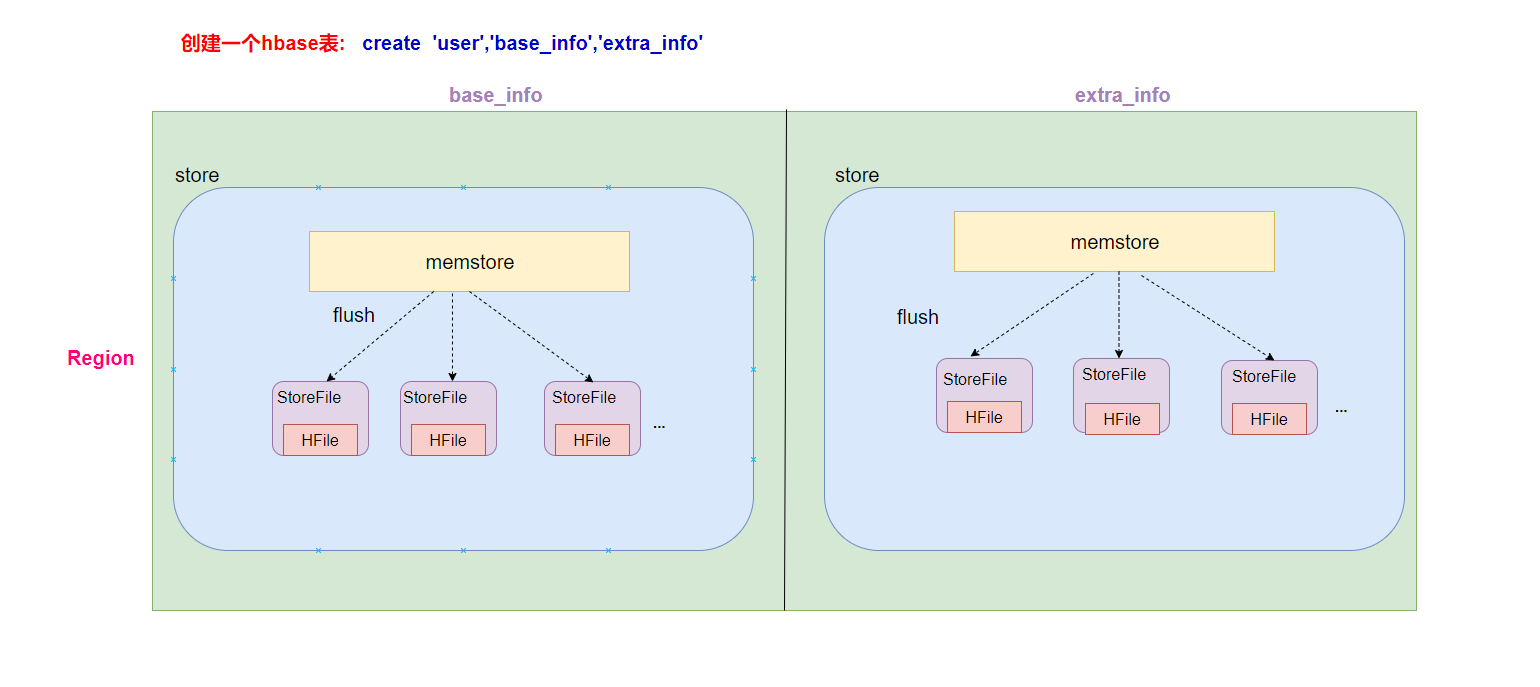 创建一个hbase表: create 'user','base_info','extra_info'
base_info
extra_info
store
store
memstore
memstore
flush
flush
Region
StoreFile
StoreFile
StoreFile
StoreFile
StoreFile
StoreFile
HFile
HFile
HFile
...
HFile
HFile
HFile
...